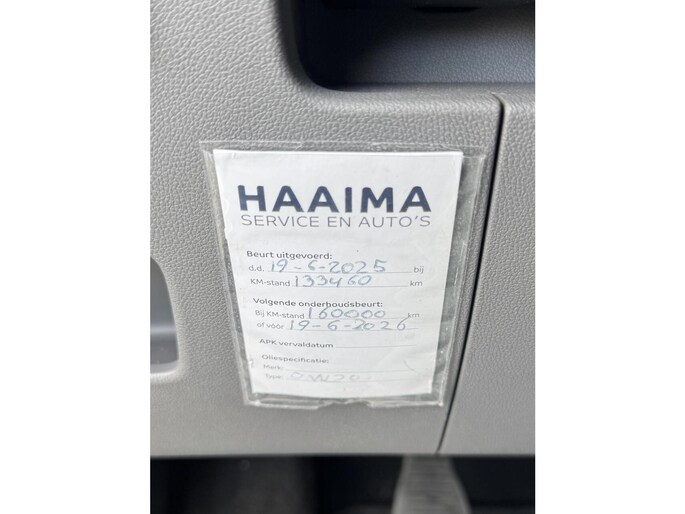 HAAIMA
SERVICE EN AUTO'S
Beurt uitgevoerd:
d.d. 19-6-2025 bij
KM-stand 133460 km
Volgende onderhoudsbeurt:
Bij KM-stand 160000 km
of vóór 19-6-2026
APK vervaldatum
Oliespecificatie:
Merk:
Type: 0W20